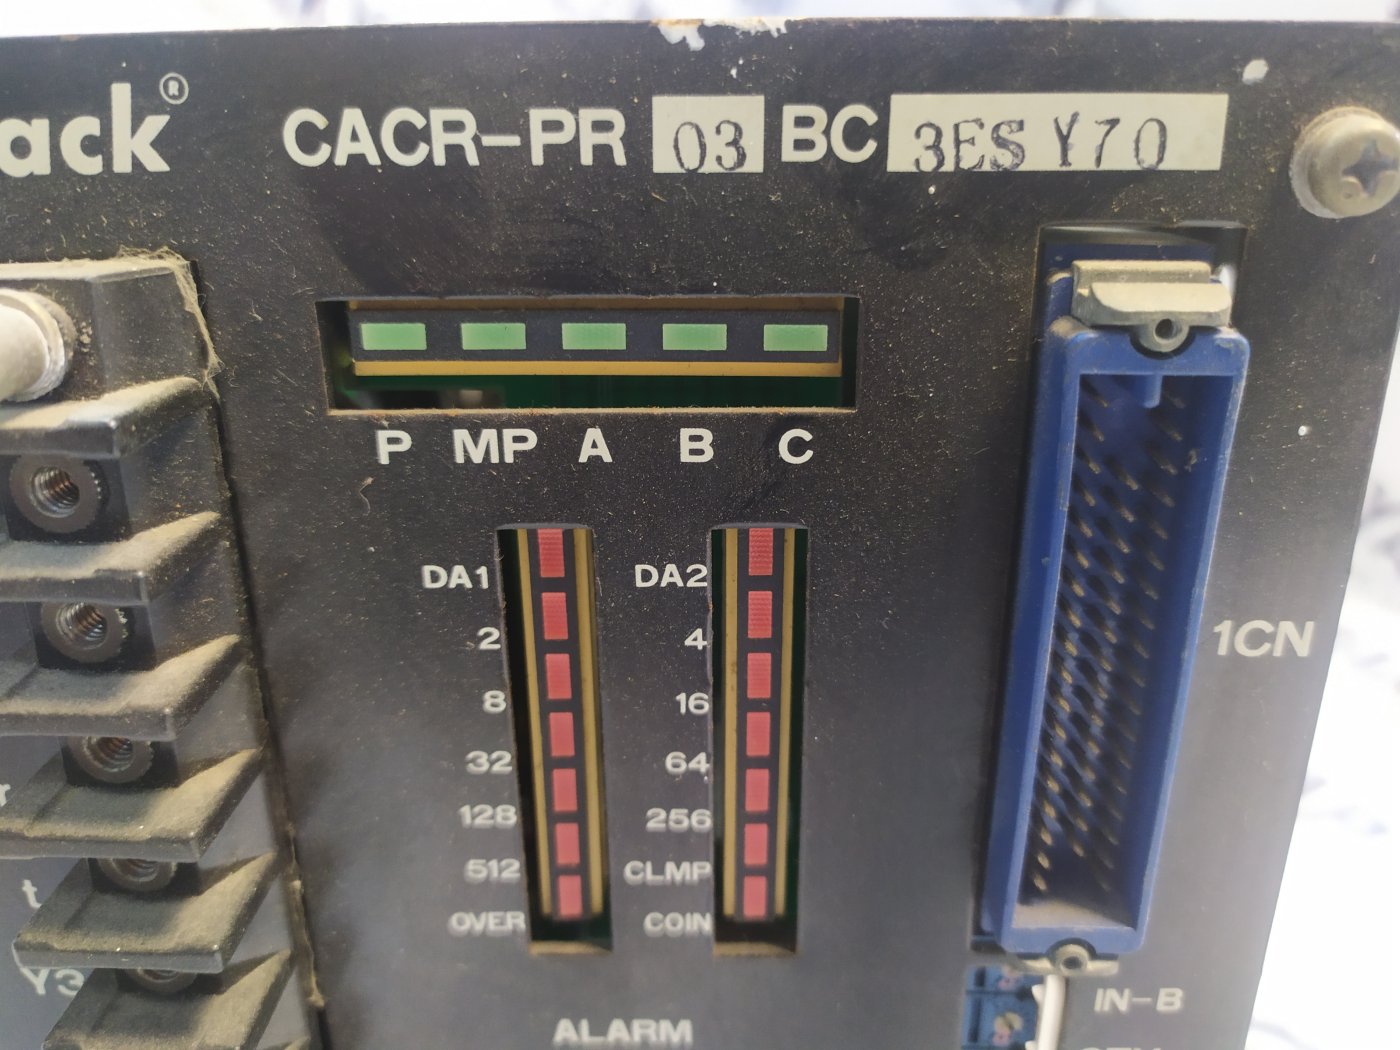 ack® CACR-PR 03 BC 3ES Y70
P MP A B C
DA1 DA2
2 4
8 16
32 64
128 256
512 CLMP
OVER COIN
1CN
r
t
Y3
IN-B
ALARM